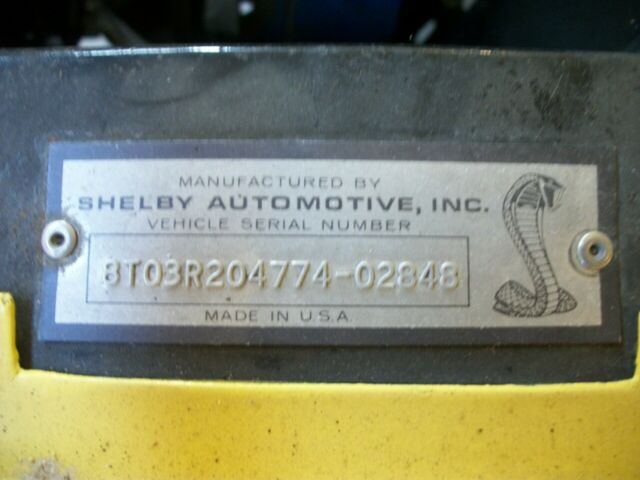 MANUFACTURED BY
SHELBY AUTOMOTIVE, INC.
VEHICLE SERIAL NUMBER
8T03R204774-02848
MADE IN U.S.A.